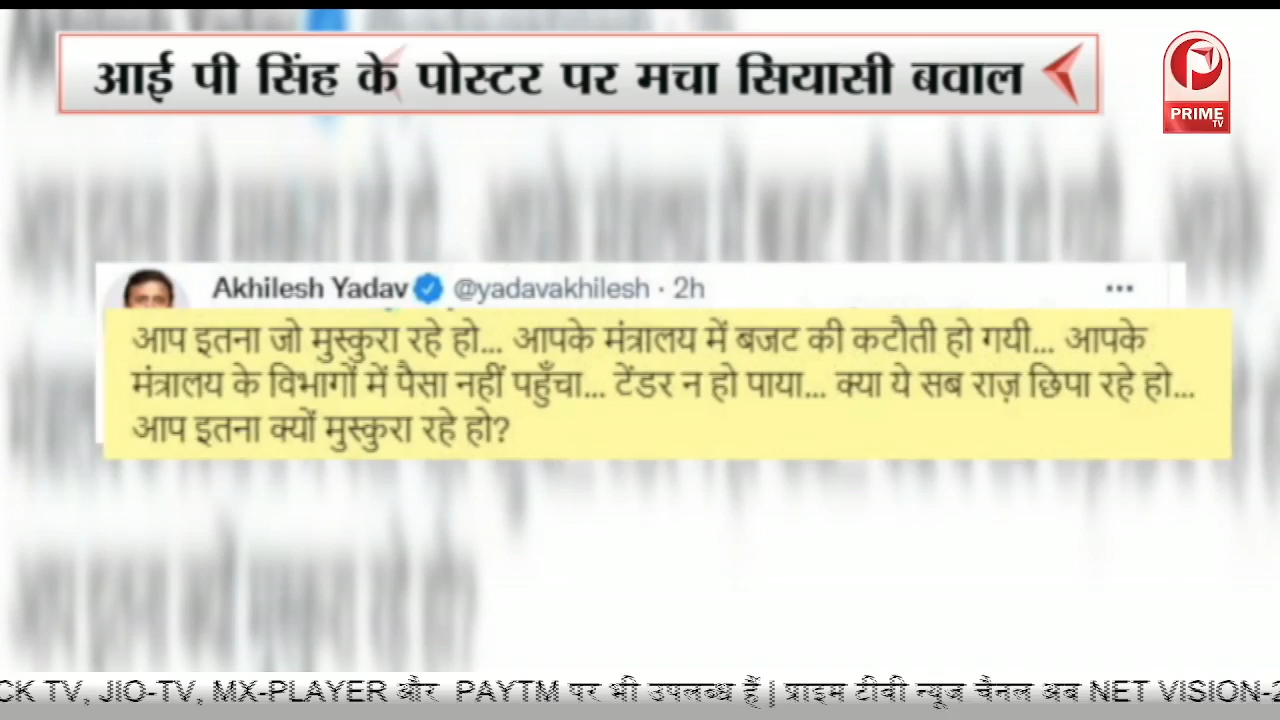 आई पी सिंह के पोस्टर पर मचा सियासी बवाल
PRIME
TV
Akhilesh Yadav @yadavakhilesh · 2h
आप इतना जो मुस्कुरा रहे हो... आपके मंत्रालय में बजट की कटौती हो गयी... आपके
मंत्रालय के विभागों में पैसा नहीं पहुँचा... टेंडर न हो पाया... क्या ये सब राज़ छिपा रहे हो...
आप इतना क्यों मुस्कुरा रहे हो?
CK TV, JIO-TV, MX-PLAYER और PAYTM पर भी उपलब्ध हैं | प्राइम टीवी न्यूज चैनल अब NET VISION-